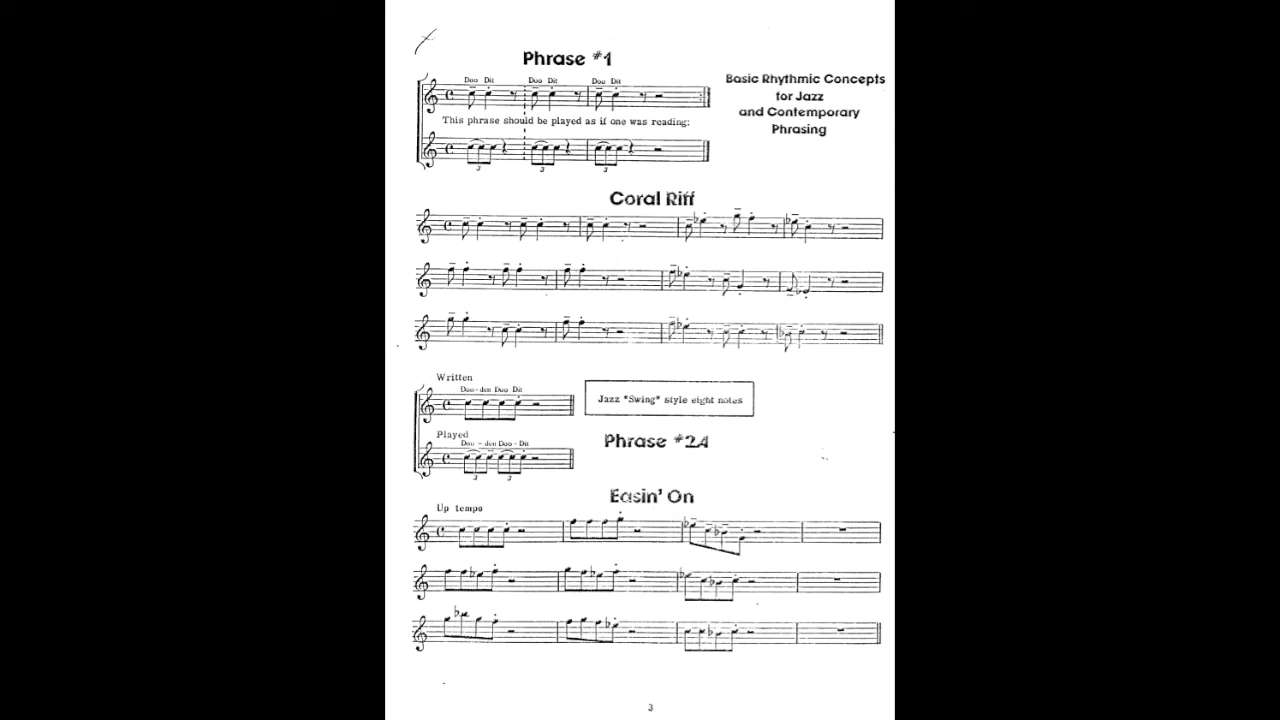 Phrase #1
Basic Rhythmic Concepts
for Jazz
and Contemporary
Phrasing
Doo Dit Doo Dit Doo Dit
This phrase should be played as if one was reading:
3 3 3
Coral Riff
Written
Doo-den Doo Dit
Jazz "Swing" style eight notes
Played
Doo - den Doo - Dit
3 3
Phrase #2A
Easin' On
Up tempo
3